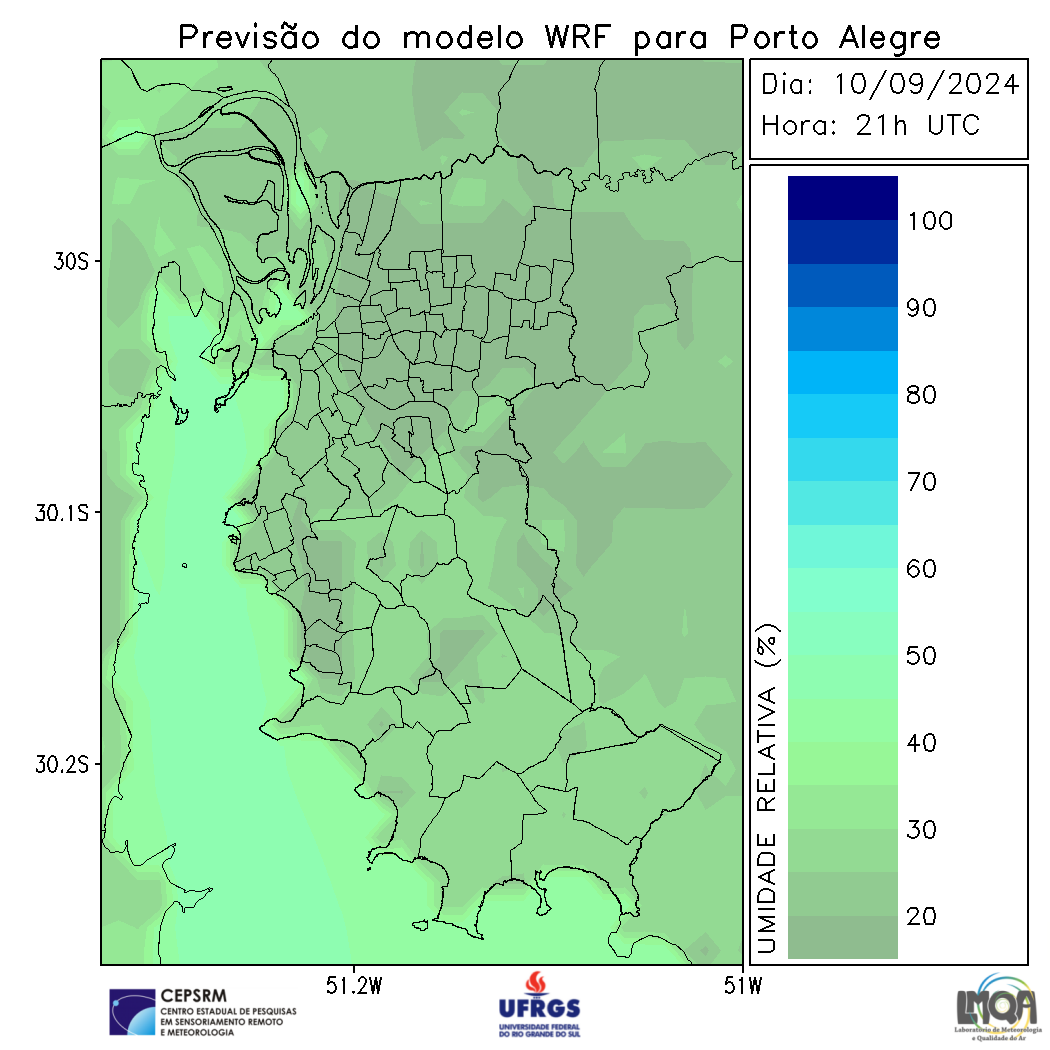 Previsão do modelo WRF para Porto Alegre
Dia: 10/09/2024
Hora: 21h UTC
30S
30.1S
30.2S
51.2W
51W
UMIDADE RELATIVA (%)
100
90
80
70
60
50
40
30
20
CEPSRM
CENTRO ESTADUAL DE PESQUISAS
EM SENSORIAMENTO REMOTO
E METEOROLOGIA
UFRGS
UNIVERSIDADE FEDERAL
DO RIO GRANDE DO SUL
LMQA
Laboratório de Meteorologia
e Qualidade do Ar